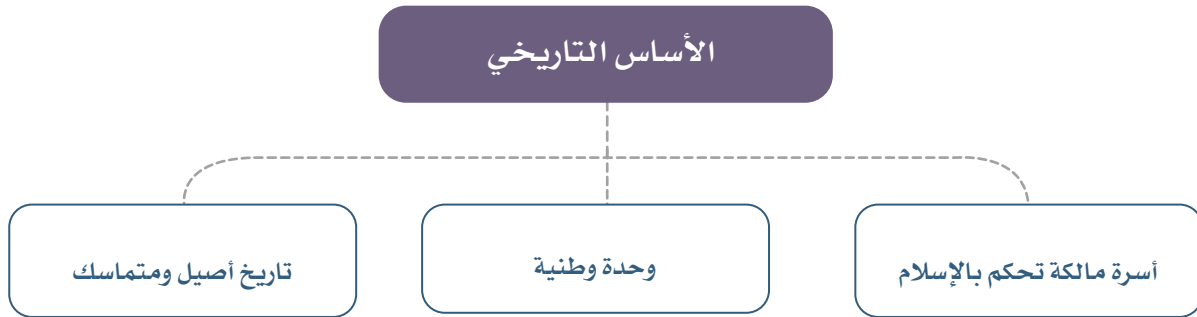 الأساس التاريخي
أسرة مالكة تحكم بالإسلام
وحدة وطنية
تاريخ أصيل ومتماسك